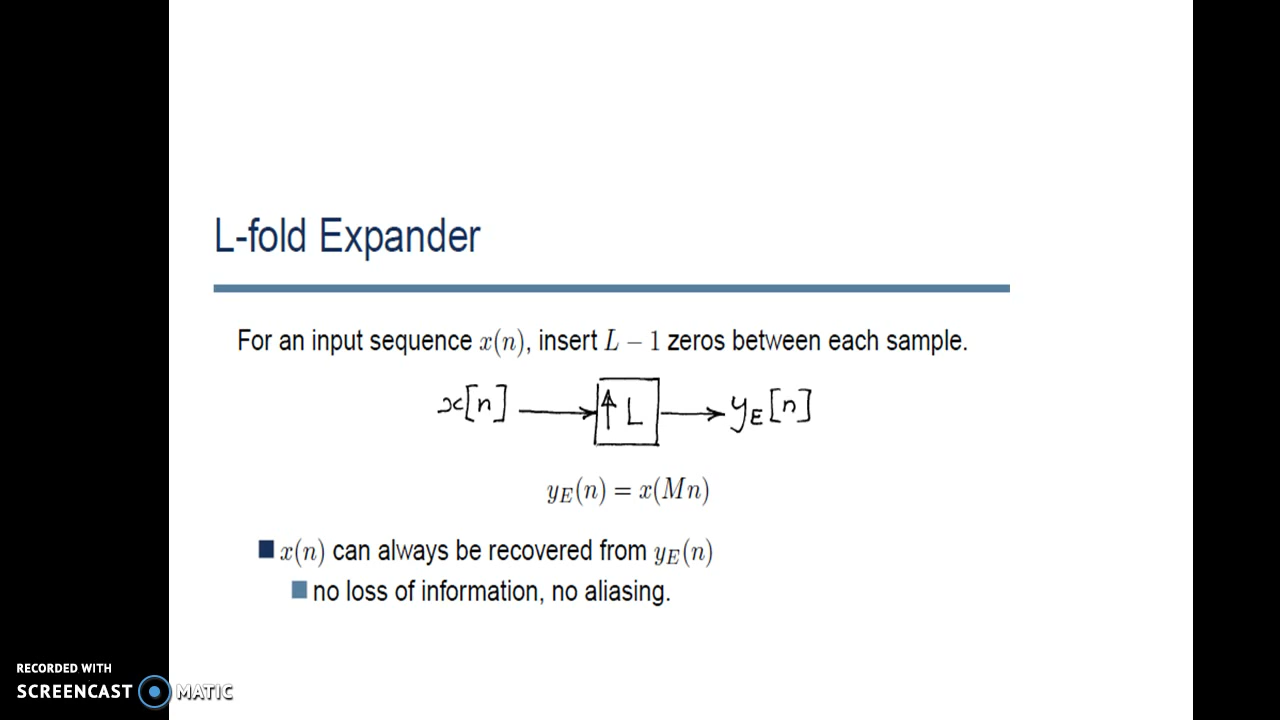 L-fold Expander
For an input sequence x(n), insert L − 1 zeros between each sample.
x[n] → ↑ L → y_E[n]
y_E(n) = x(Mn)
x(n) can always be recovered from y_E(n)
no loss of information, no aliasing.
RECORDED WITH
SCREENCAST MATIC